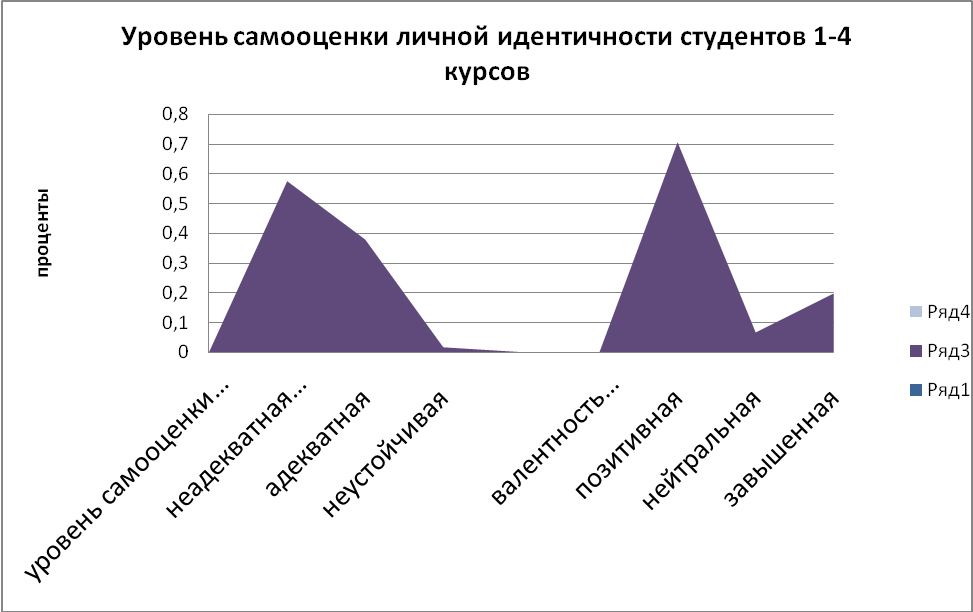 Уровень самооценки личной идентичности студентов 1-4
курсов
проценты
0,8
0,7
0,6
0,5
0,4
0,3
0,2
0,1
0
уровень самооценки...
неадекватная...
адекватная
неустойчивая
валентность...
позитивная
нейтральная
завышенная
Ряд4
Ряд3
Ряд1